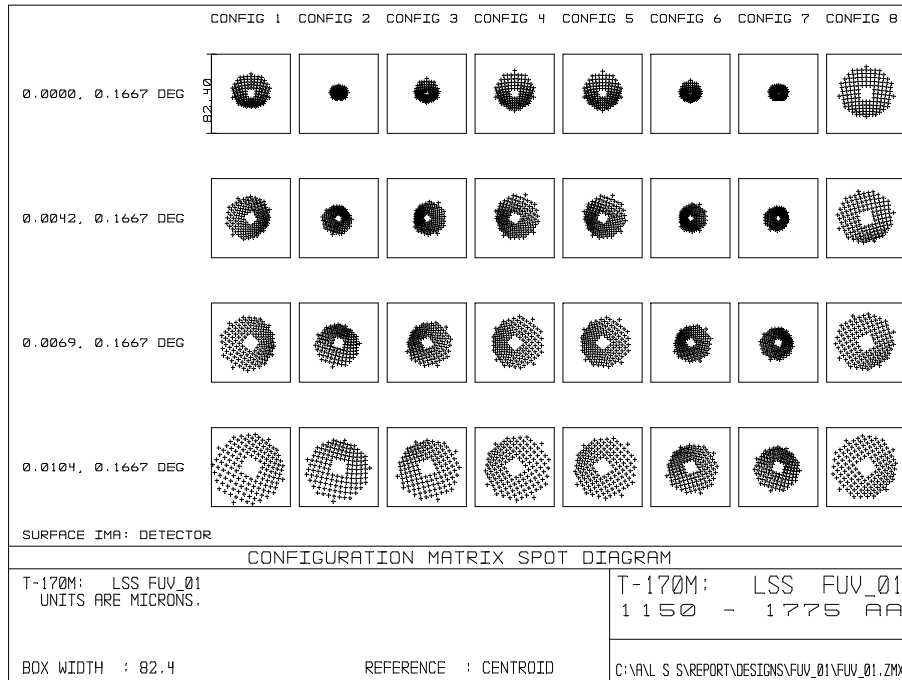 CONFIG 1 CONFIG 2 CONFIG 3 CONFIG 4 CONFIG 5 CONFIG 6 CONFIG 7 CONFIG 8
82.40
0.0000, 0.1667 DEG
0.0042, 0.1667 DEG
0.0069, 0.1667 DEG
0.0104, 0.1667 DEG
SURFACE IMA: DETECTOR
CONFIGURATION MATRIX SPOT DIAGRAM
T-170M: LSS FUV_01
UNITS ARE MICRONS.
BOX WIDTH : 82.4 REFERENCE : CENTROID
T-170M: LSS FUV_01
1150 - 1775 AA
C:\A\L S S\REPORT\DESIGNS\FUV_01\FUV_01.ZMX